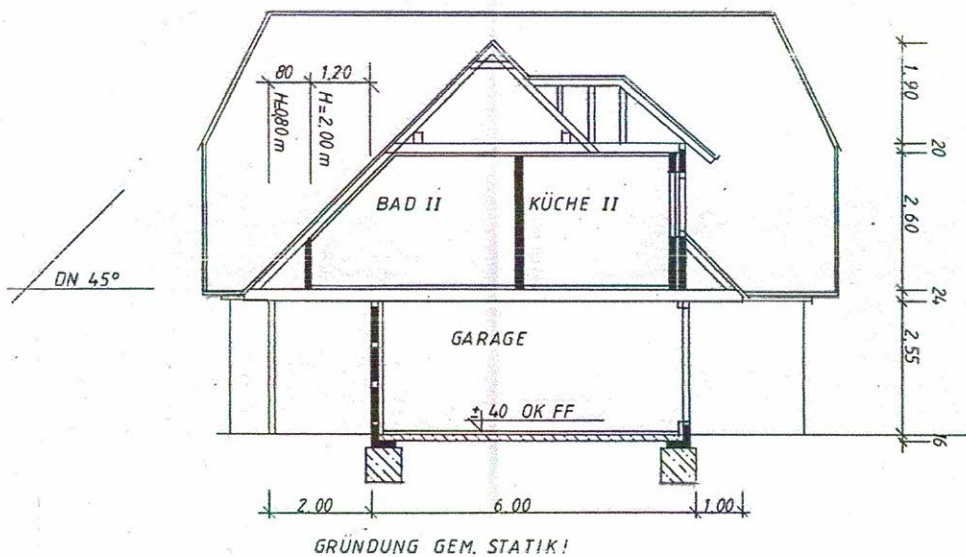 80 1.20
H=0.80 m
H=2.00 m
1.90
20
BAD II KÜCHE II
2.60
DN 45°
24
GARAGE
2.55
± 40 OK FF
16
2.00 6.00 1.00
GRÜNDUNG GEM. STATIK!